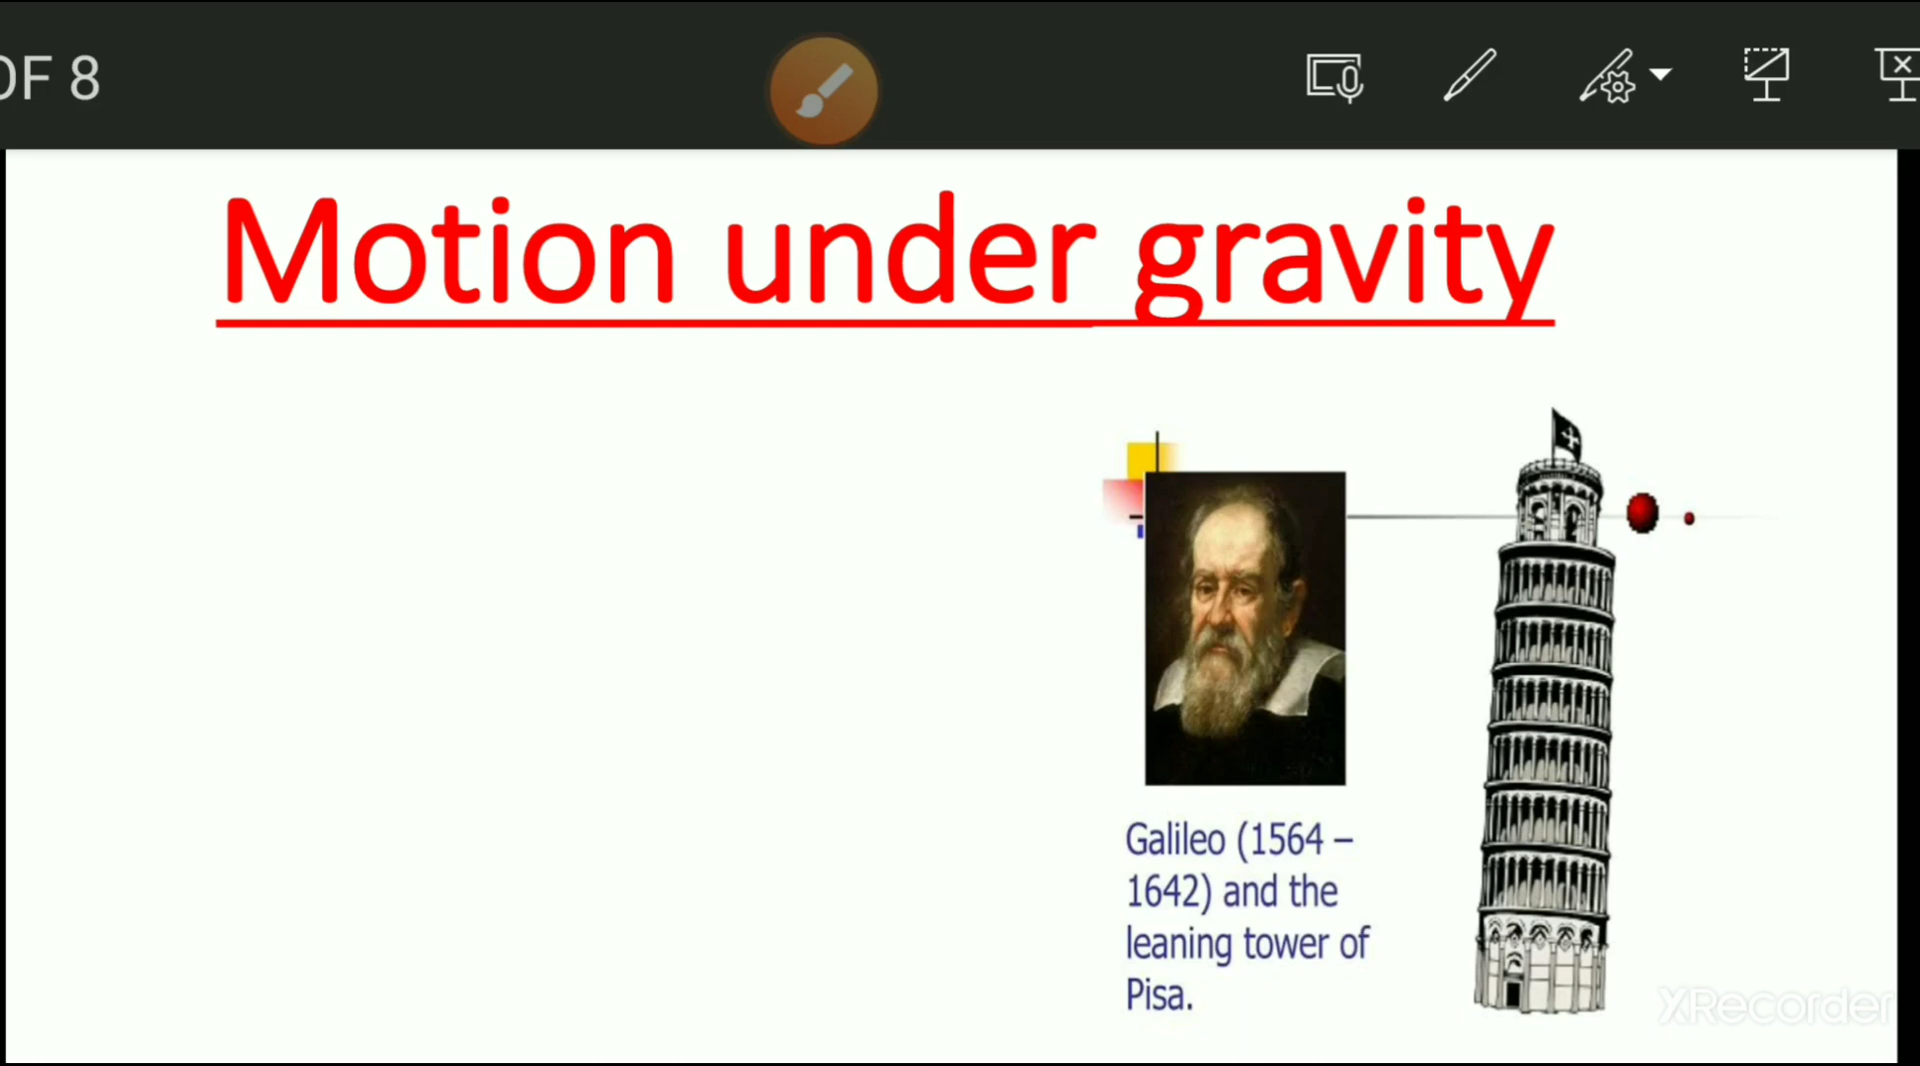 OF 8
Motion under gravity
Galileo (1564 –
1642) and the
leaning tower of
Pisa.
XRecorder